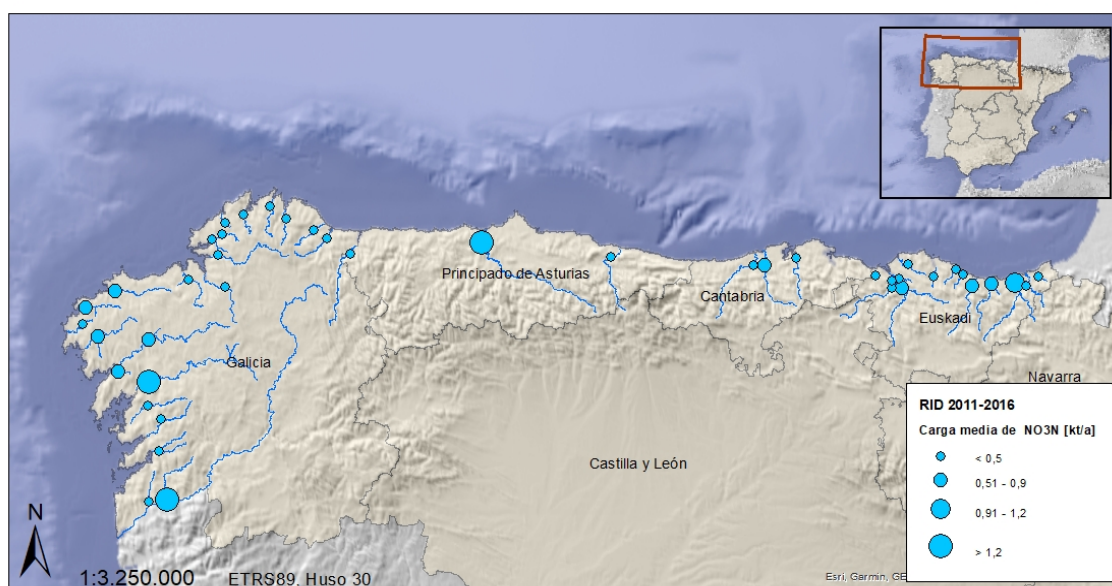 Principado de Asturias
Cantabria
Euskadi
Galicia
Navarra
Castilla y León
RID 2011-2016
Carga media de NO3N [kt/a]
< 0,5
0,51 - 0,9
0,91 - 1,2
> 1,2
N
1:3.250.000
ETRS89. Huso 30
Esri, Garmin, GE